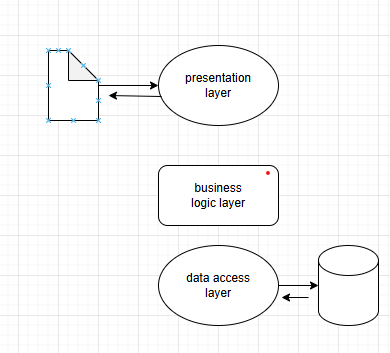 presentation
layer
business
logic layer
data access
layer